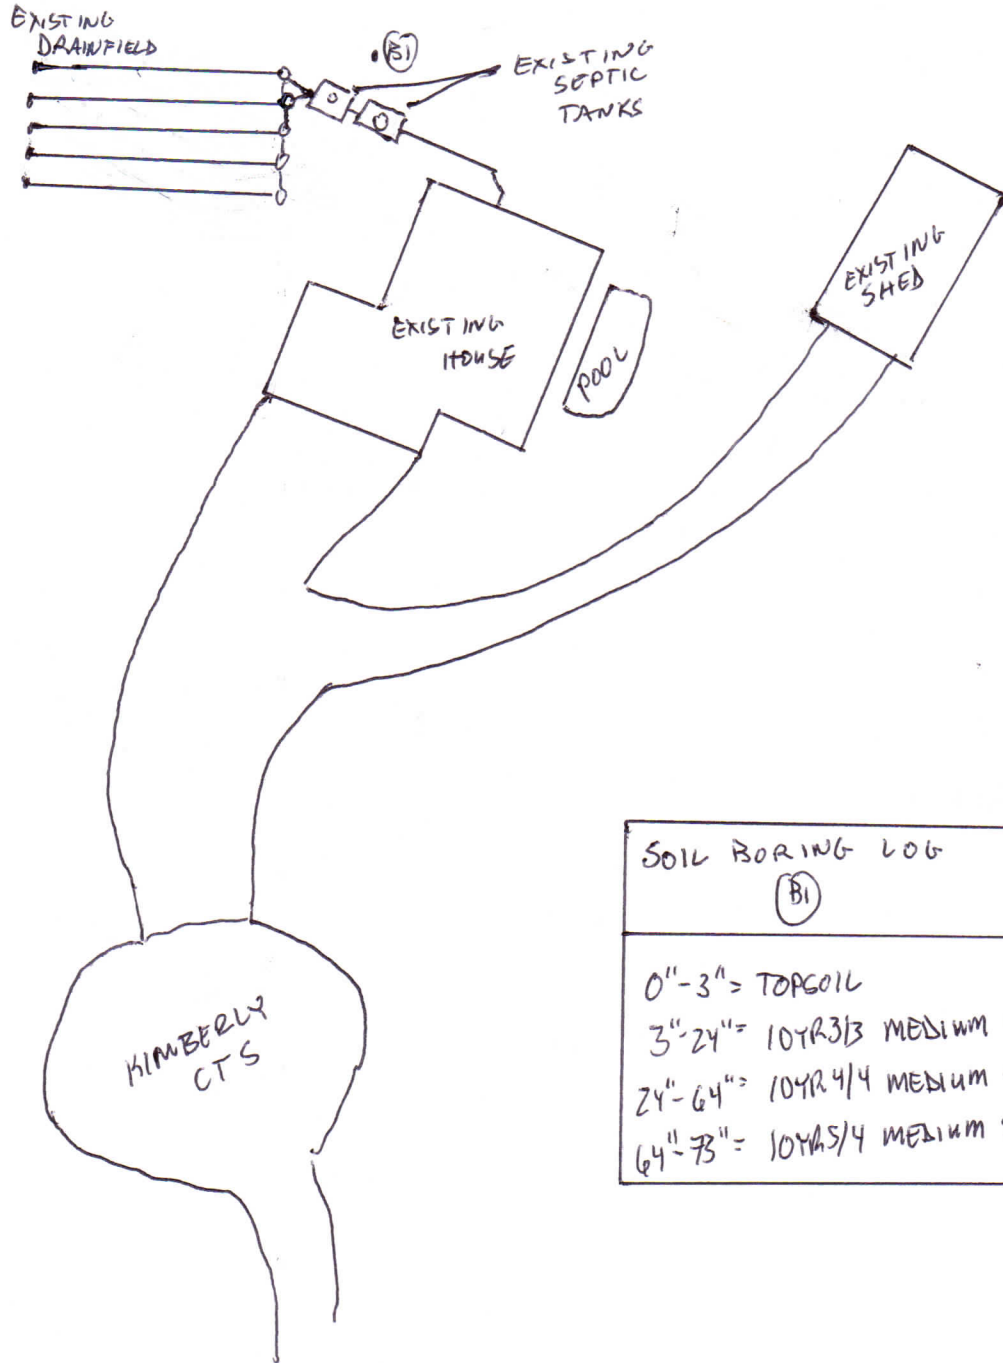 EXISTING
DRAINFIELD
B1
EXISTING
SEPTIC
TANKS
EXISTING
SHED
EXISTING
HOUSE
POOL
KIMBERLY
CTS
SOIL BORING LOG
B1
0"-3"= TOPSOIL
3"-24"= 10YR3/3 MEDIUM
24"-64"= 10YR4/4 MEDIUM
64"-73"= 10YR5/4 MEDIUM